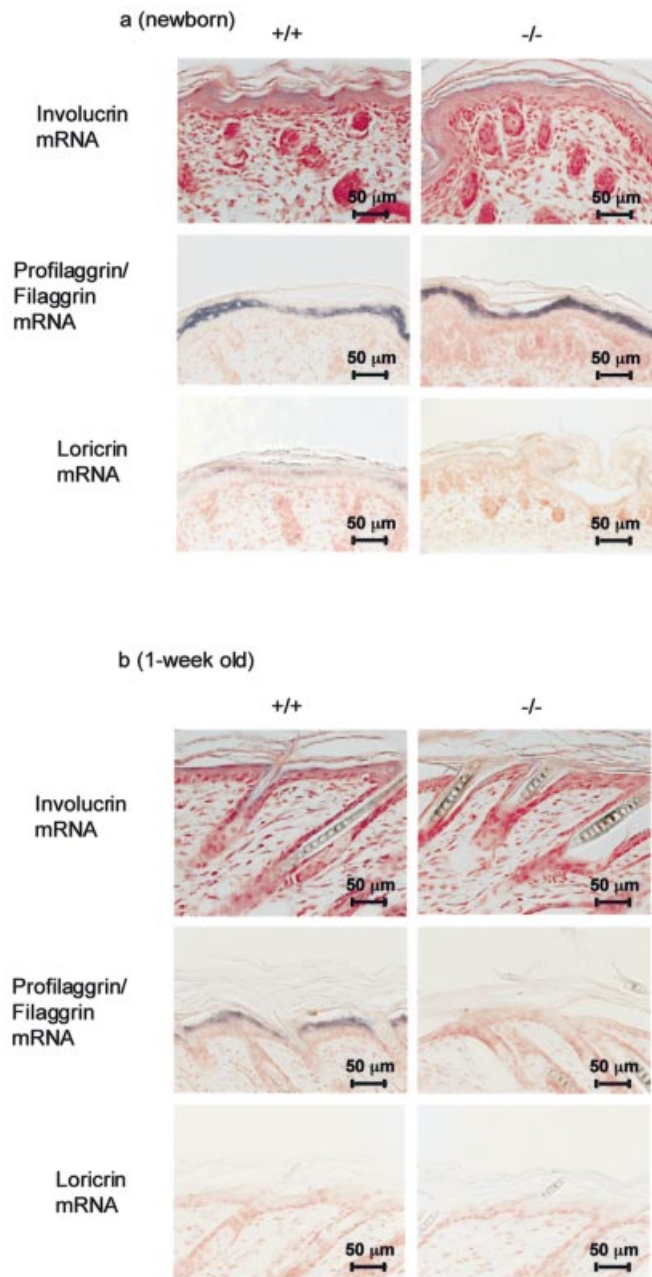 a (newborn)
+/+ -/-
Involucrin
mRNA
50 μm 50 μm
Profilaggrin/
Filaggrin
mRNA
50 μm 50 μm
Loricrin
mRNA
50 μm 50 μm
b (1-week old)
+/+ -/-
Involucrin
mRNA
50 μm 50 μm
Profilaggrin/
Filaggrin
mRNA
50 μm 50 μm
Loricrin
mRNA
50 μm 50 μm